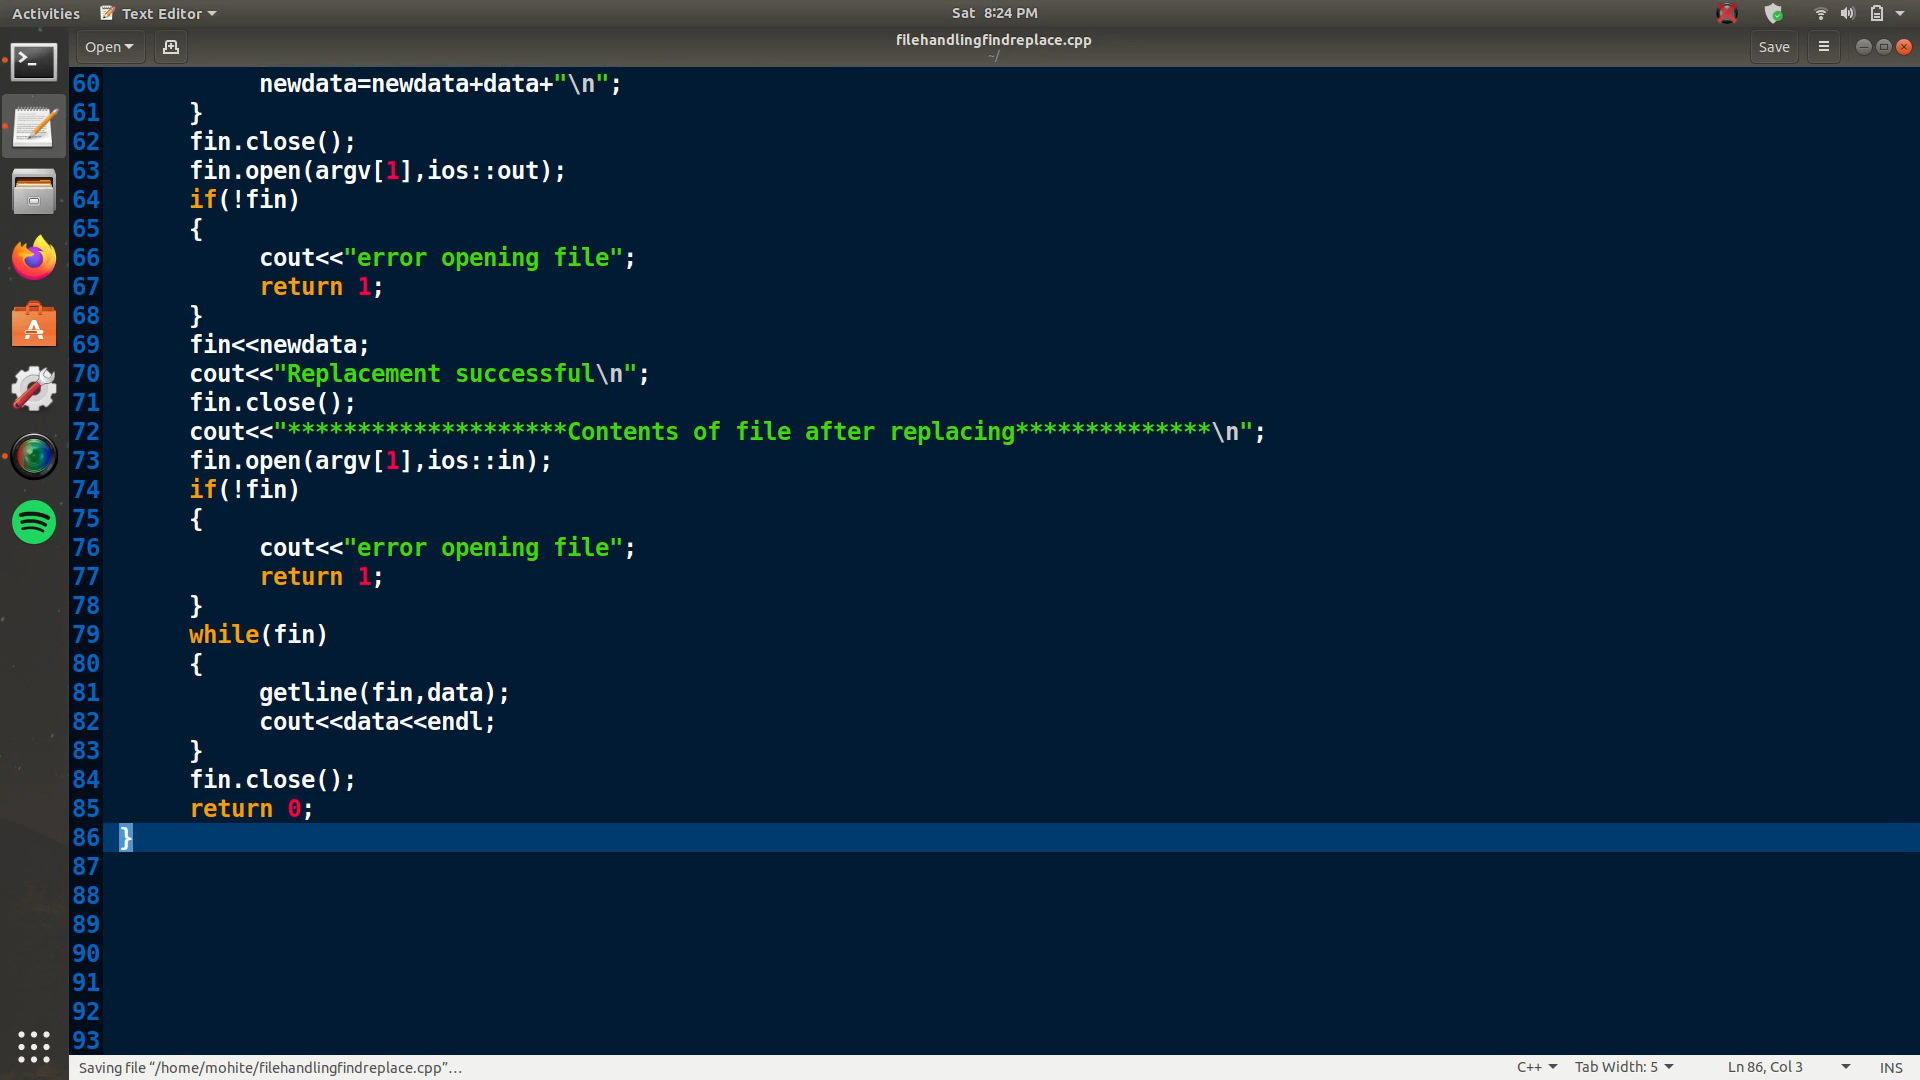 Activities Text Editor Sat 8:24 PM
Open filehandlingfindreplace.cpp Save
~/
60 newdata=newdata+data+"\n";
61 }
62 fin.close();
63 fin.open(argv[1],ios::out);
64 if(!fin)
65 {
66 cout<<"error opening file";
67 return 1;
68 }
69 fin<<newdata;
70 cout<<"Replacement successful\n";
71 fin.close();
72 cout<<"********************Contents of file after replacing**************\n";
73 fin.open(argv[1],ios::in);
74 if(!fin)
75 {
76 cout<<"error opening file";
77 return 1;
78 }
79 while(fin)
80 {
81 getline(fin,data);
82 cout<<data<<endl;
83 }
84 fin.close();
85 return 0;
86 }
87
88
89
90
91
92
93
Saving file “/home/mohite/filehandlingfindreplace.cpp”… C++ Tab Width: 5 Ln 86, Col 3 INS